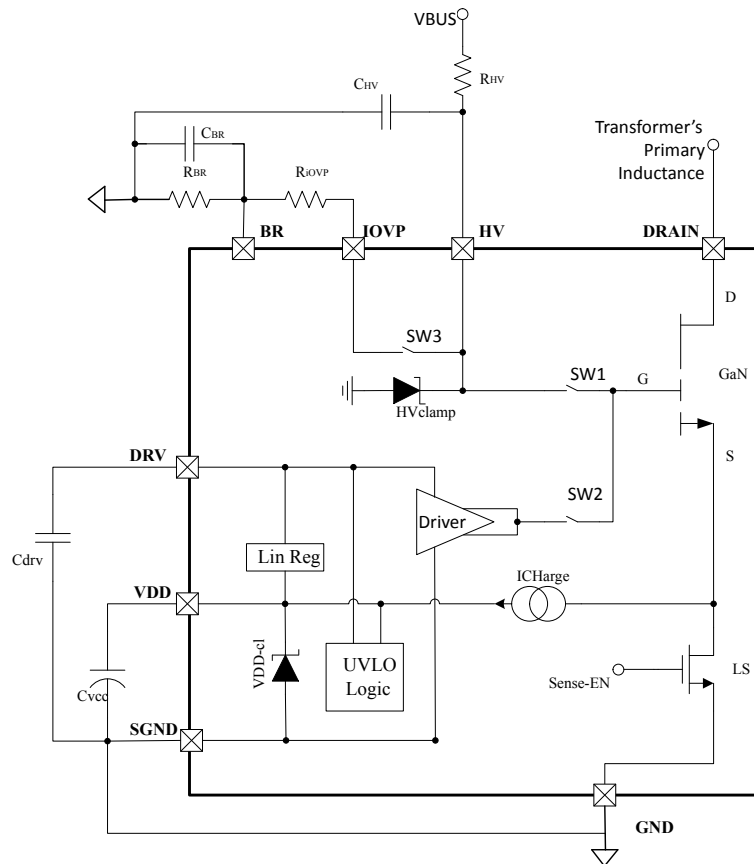 VBUS
RHV
CHV
CBR
RBR
RiOVP
Transformer's
Primary
Inductance
BR
IOVP
HV
DRAIN
D
SW3
SW1
G
GaN
HVclamp
S
DRV
SW2
Driver
Cdrv
Lin Reg
ICHarge
VDD
VDD-cl
UVLO
Logic
Sense-EN
LS
Cvcc
SGND
GND